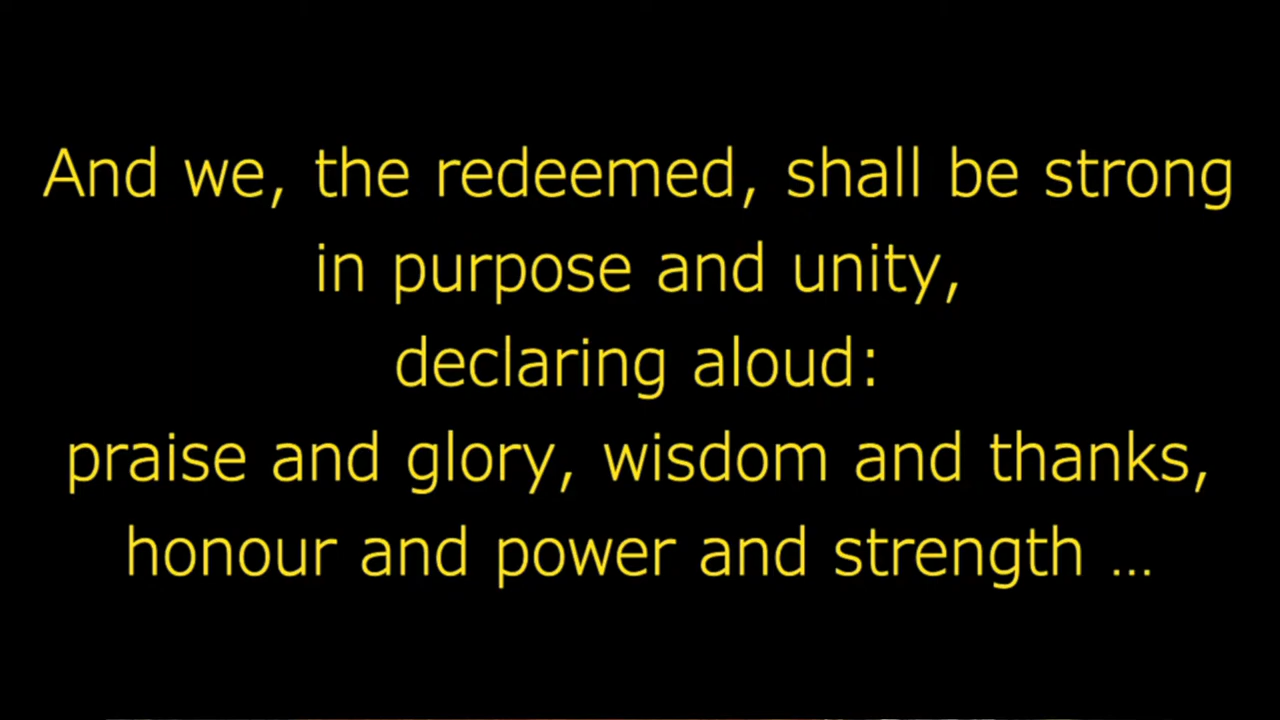 And we, the redeemed, shall be strong
in purpose and unity,
declaring aloud:
praise and glory, wisdom and thanks,
honour and power and strength ...